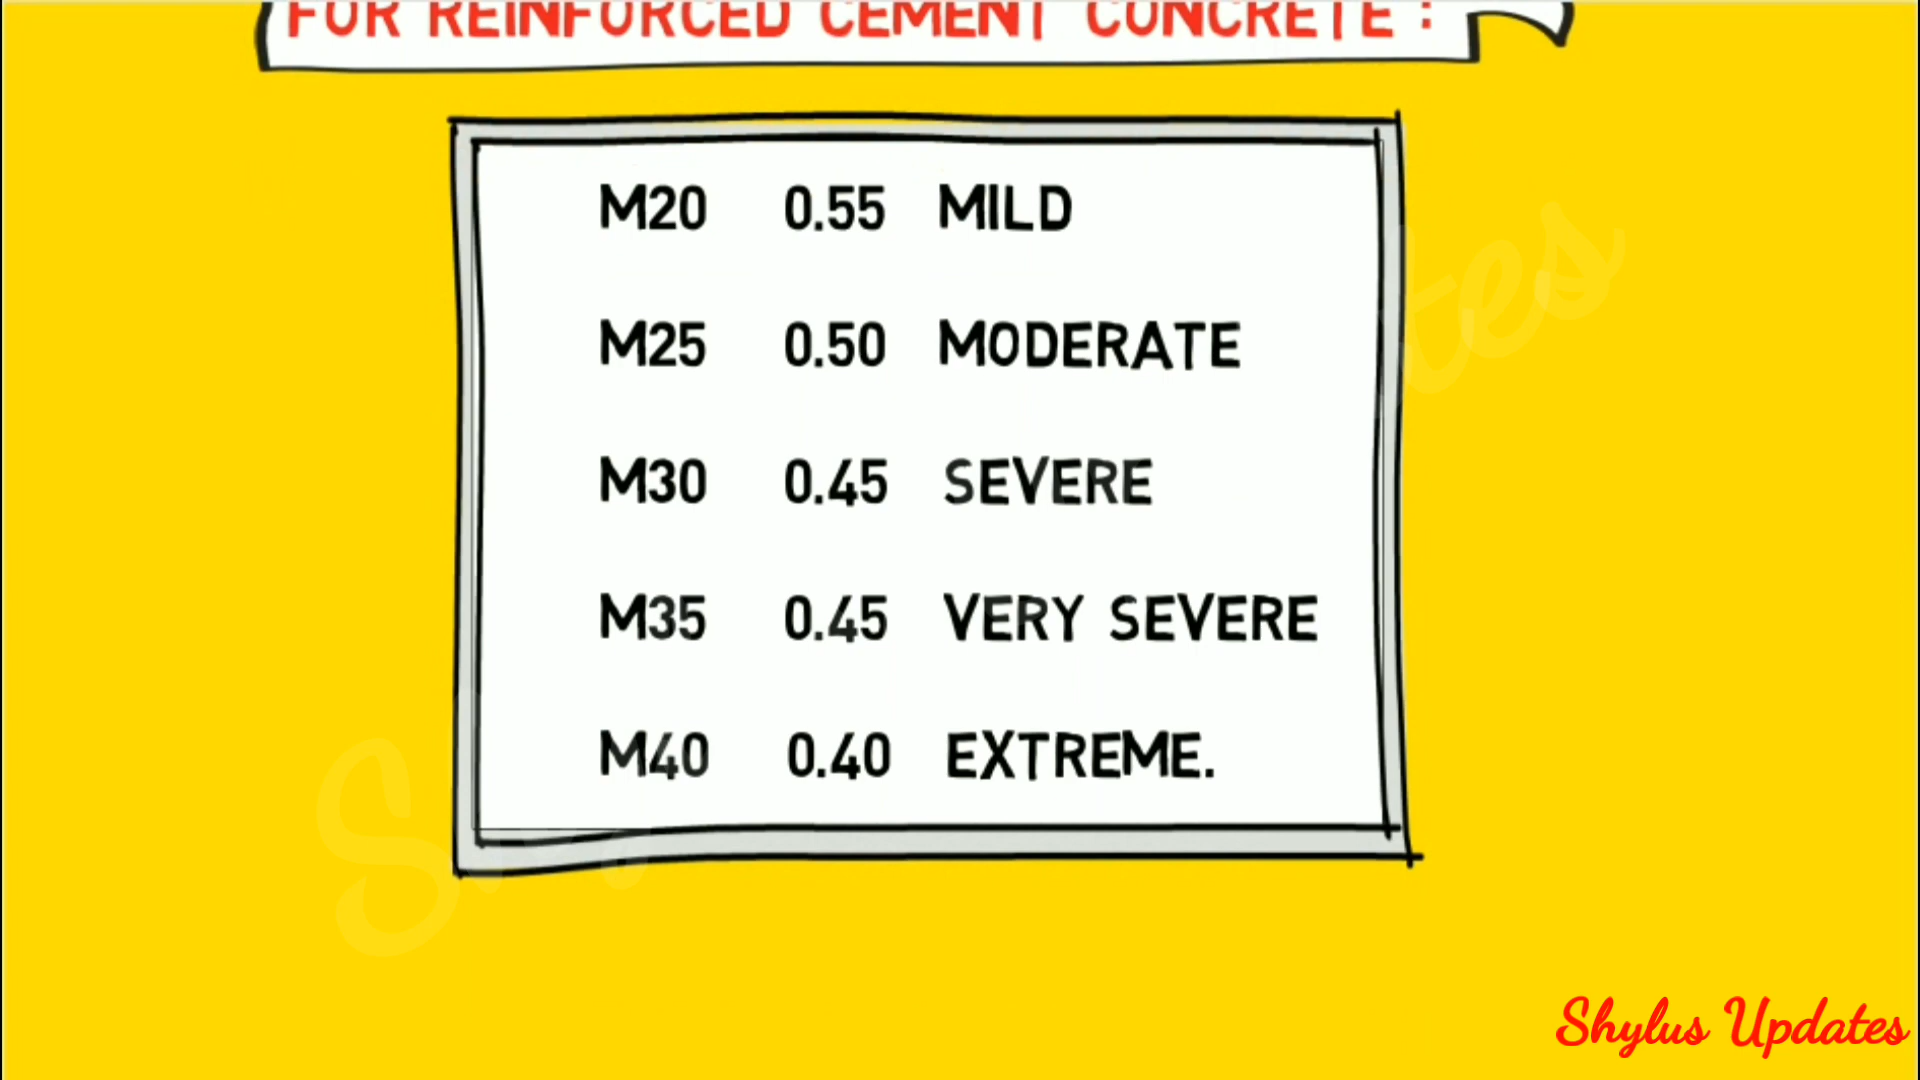 FOR REINFORCED CEMENT CONCRETE :
M20 0.55 MILD
M25 0.50 MODERATE
M30 0.45 SEVERE
M35 0.45 VERY SEVERE
M40 0.40 EXTREME.
Shylus Updates